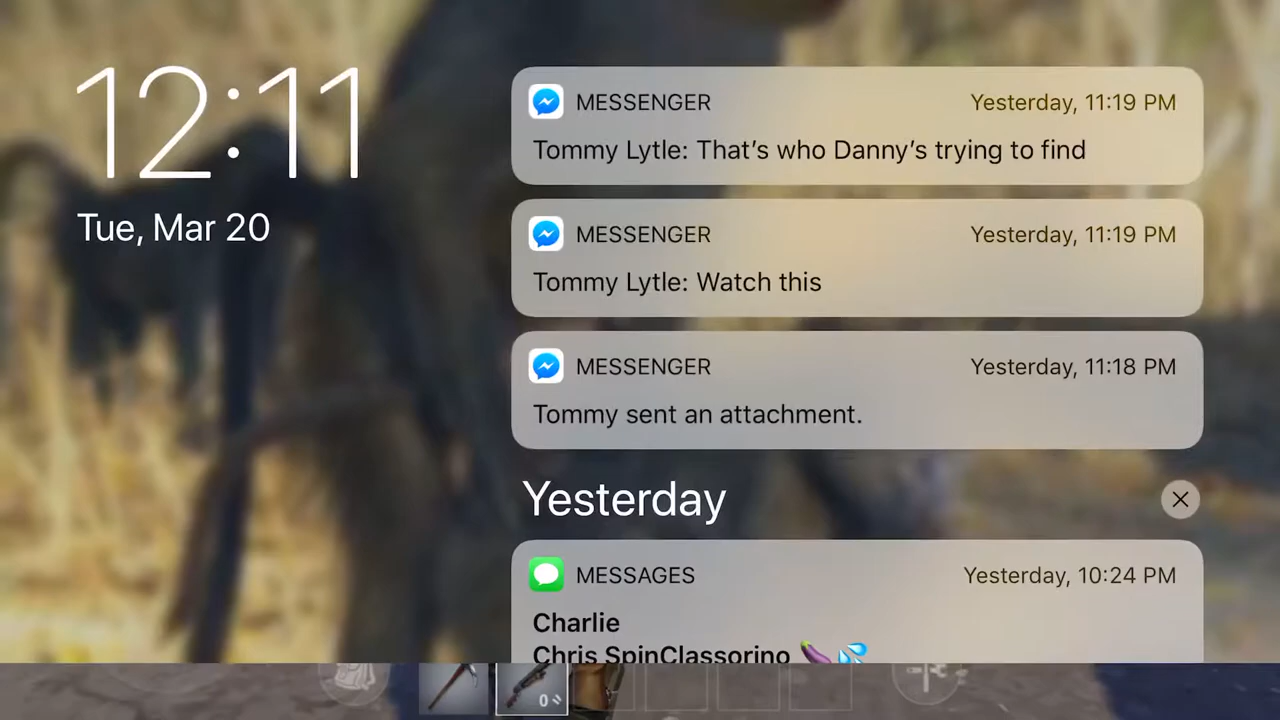 12:11
Tue, Mar 20
MESSENGER Yesterday, 11:19 PM
Tommy Lytle: That’s who Danny’s trying to find
MESSENGER Yesterday, 11:19 PM
Tommy Lytle: Watch this
MESSENGER Yesterday, 11:18 PM
Tommy sent an attachment.
Yesterday
MESSAGES Yesterday, 10:24 PM
Charlie
Chris SpinClassorino 🍆💦
0